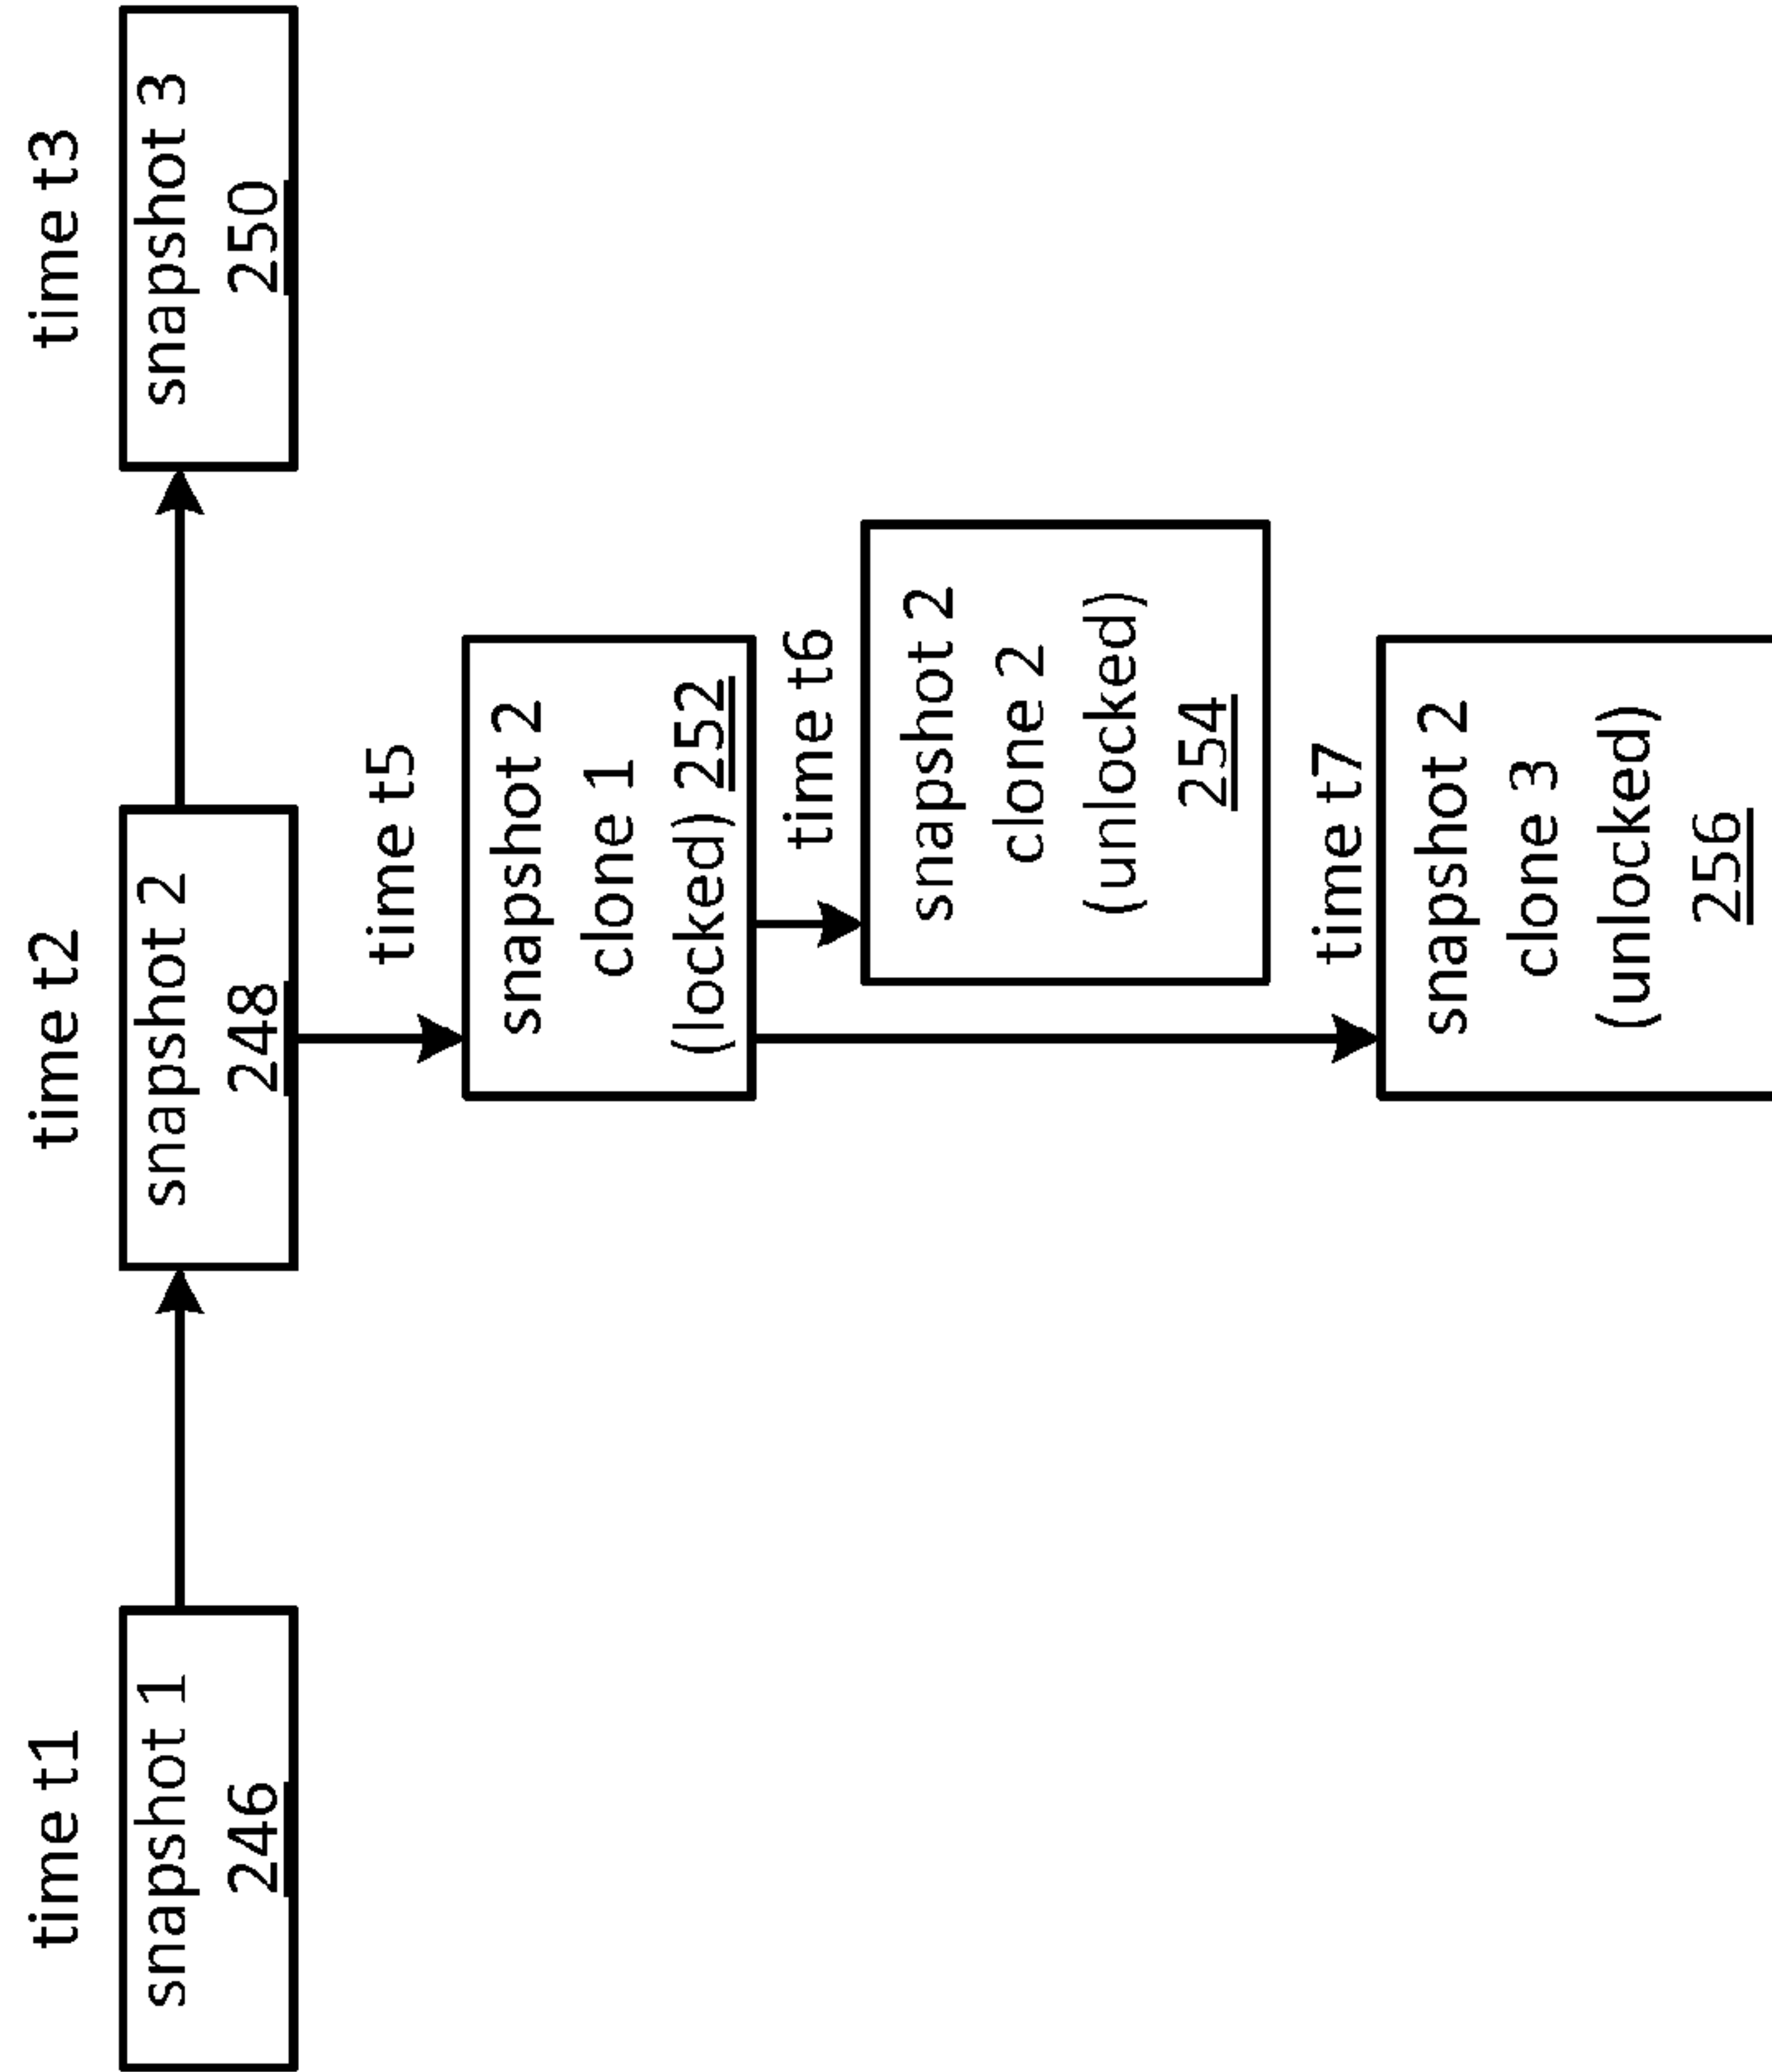 time t1
snapshot 1
246
time t2
snapshot 2
248
time t3
snapshot 3
250
time t5
snapshot 2
clone 1
(locked) 252
time t6
snapshot 2
clone 2
(unlocked)
254
time t7
snapshot 2
clone 3
(unlocked)
256